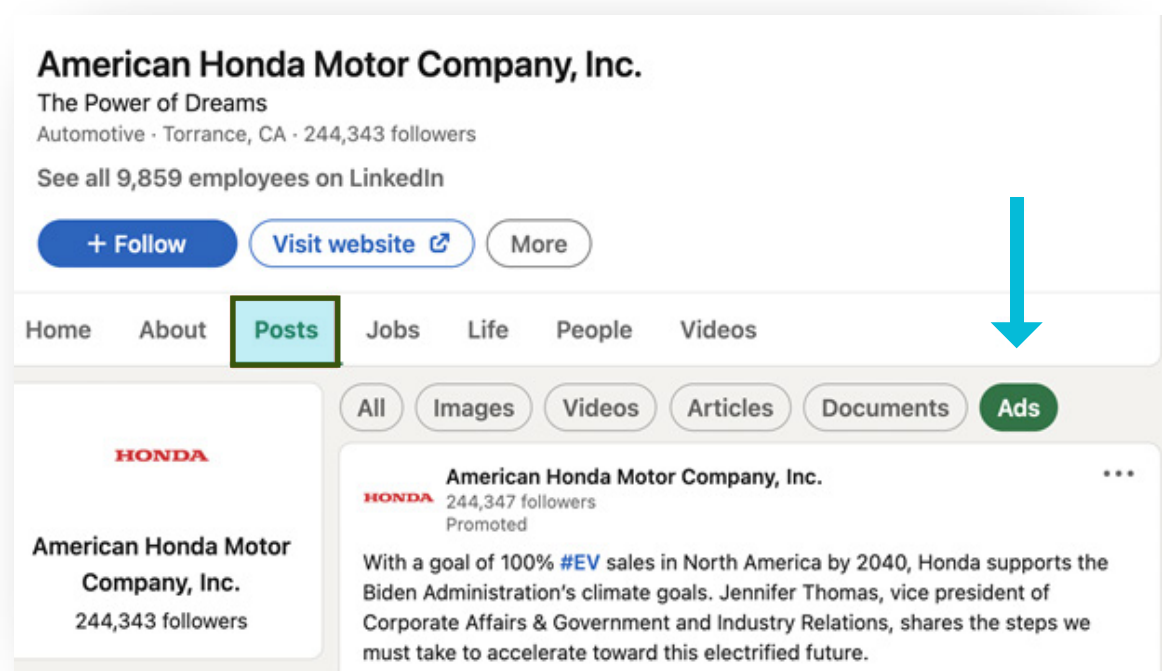 American Honda Motor Company, Inc.
The Power of Dreams
Automotive · Torrance, CA · 244,343 followers
See all 9,859 employees on LinkedIn
+ Follow
Visit website
More
Home
About
Posts
Jobs
Life
People
Videos
All
Images
Videos
Articles
Documents
Ads
HONDA
American Honda Motor
Company, Inc.
244,343 followers
HONDA
American Honda Motor Company, Inc.
244,347 followers
Promoted
With a goal of 100% #EV sales in North America by 2040, Honda supports the
Biden Administration's climate goals. Jennifer Thomas, vice president of
Corporate Affairs & Government and Industry Relations, shares the steps we
must take to accelerate toward this electrified future.